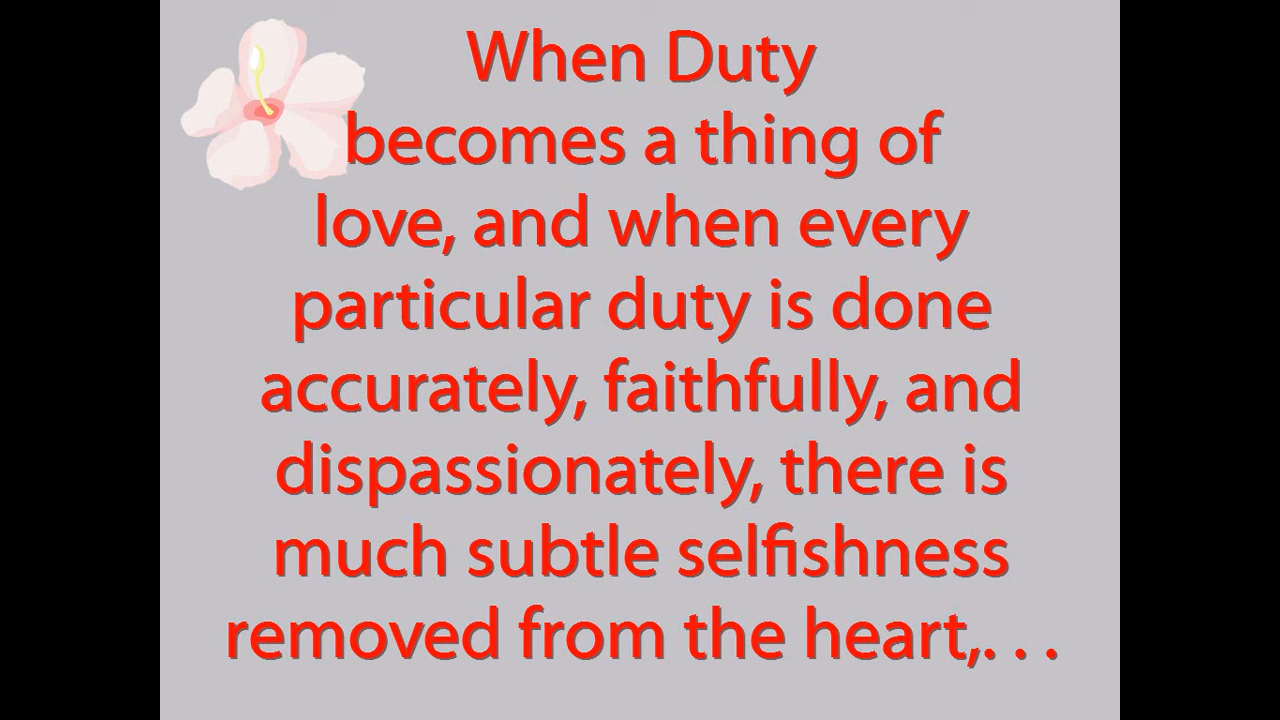 When Duty
becomes a thing of
love, and when every
particular duty is done
accurately, faithfully, and
dispassionately, there is
much subtle selfishness
removed from the heart,. . .